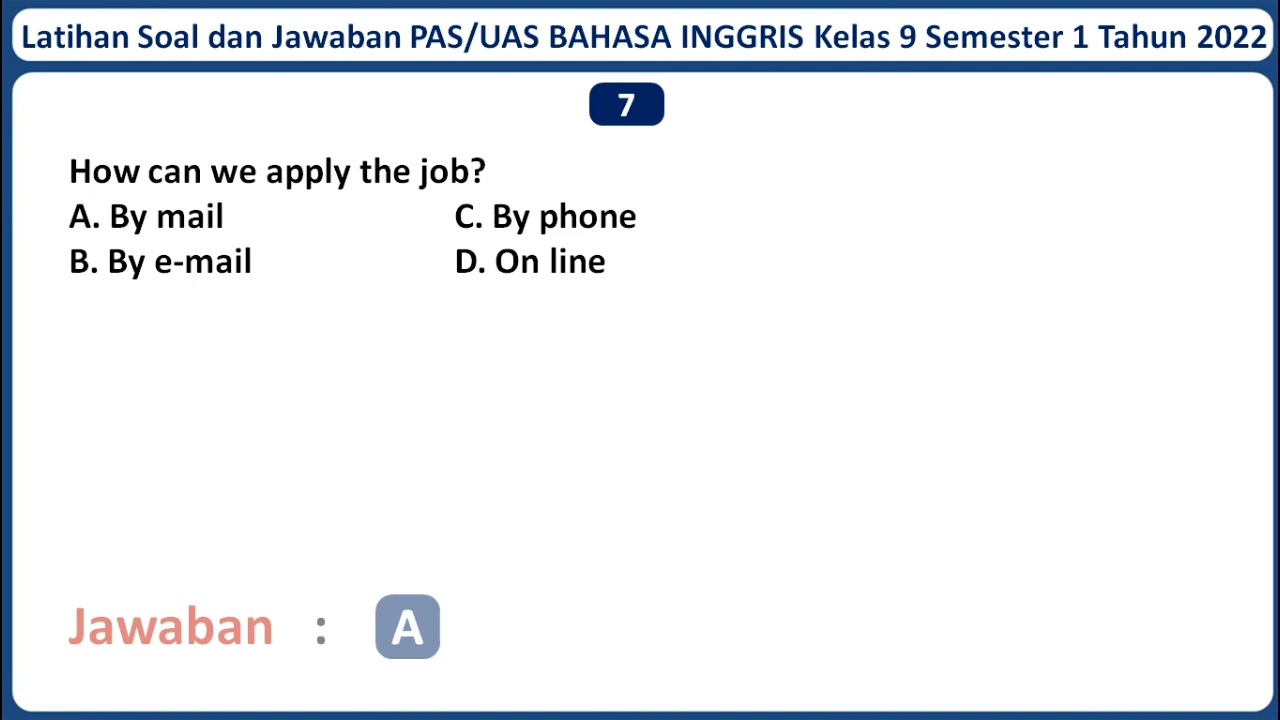 Latihan Soal dan Jawaban PAS/UAS BAHASA INGGRIS Kelas 9 Semester 1 Tahun 2022
7
How can we apply the job?
A. By mail C. By phone
B. By e-mail D. On line
Jawaban : A